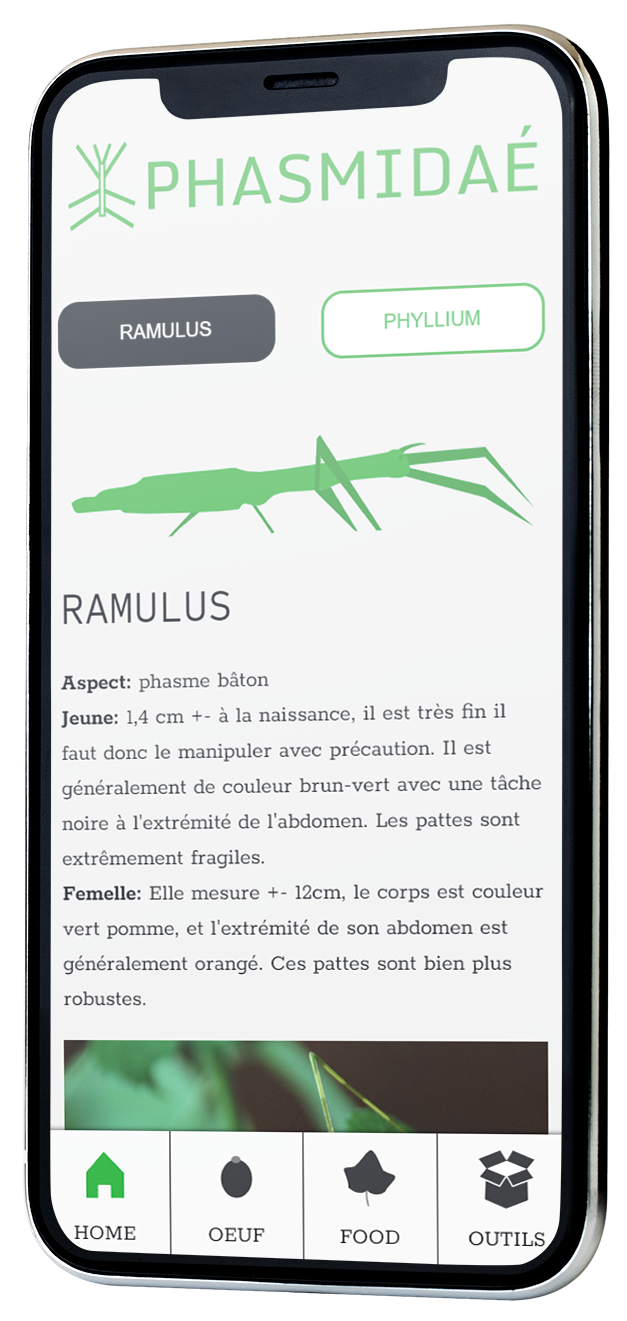 PHASMIDAÉ
RAMULUS
PHYLLIUM
RAMULUS
Aspect: phasme bâton
Jeune: 1,4 cm +- à la naissance, il est très fin il
faut donc le manipuler avec précaution. Il est
généralement de couleur brun-vert avec une tâche
noire à l'extrémité de l'abdomen. Les pattes sont
extrêmement fragiles.
Femelle: Elle mesure +- 12cm, le corps est couleur
vert pomme, et l'extrémité de son abdomen est
généralement orangé. Ces pattes sont bien plus
robustes.
HOME
OEUF
FOOD
OUTILS